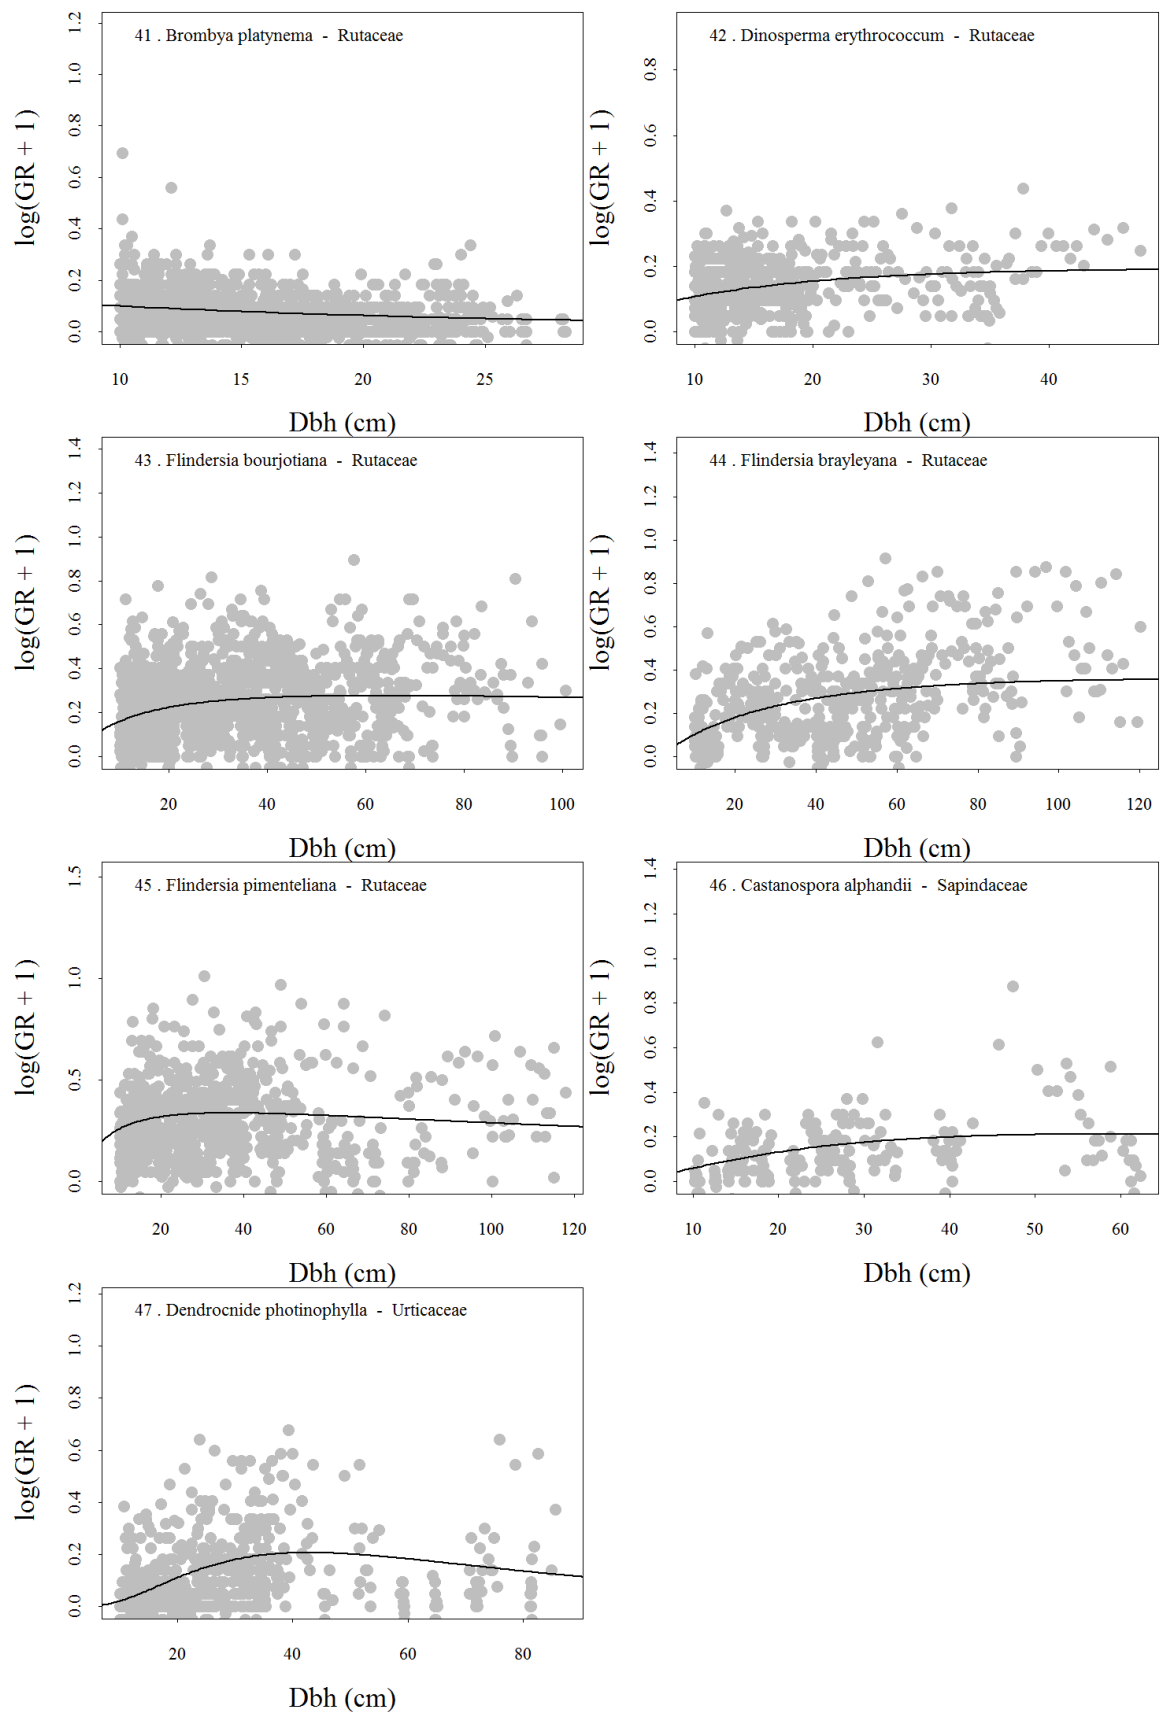 41 . Brombya platynema - Rutaceae
log(GR + 1)
0.0 0.2 0.4 0.6 0.8 1.0 1.2
10 15 20 25
Dbh (cm)
42 . Dinosperma erythrococcum - Rutaceae
log(GR + 1)
0.0 0.2 0.4 0.6 0.8
10 20 30 40
Dbh (cm)
43 . Flindersia bourjotiana - Rutaceae
log(GR + 1)
0.0 0.2 0.4 0.6 0.8 1.0 1.2 1.4
20 40 60 80 100
Dbh (cm)
44 . Flindersia brayleyana - Rutaceae
log(GR + 1)
0.0 0.2 0.4 0.6 0.8 1.0 1.2 1.4
20 40 60 80 100 120
Dbh (cm)
45 . Flindersia pimenteliana - Rutaceae
log(GR + 1)
0.0 0.5 1.0 1.5
20 40 60 80 100 120
Dbh (cm)
46 . Castanospora alphandii - Sapindaceae
log(GR + 1)
0.0 0.2 0.4 0.6 0.8 1.0 1.2 1.4
10 20 30 40 50 60
Dbh (cm)
47 . Dendrocnide photinophylla - Urticaceae
log(GR + 1)
0.0 0.2 0.4 0.6 0.8 1.0 1.2
20 40 60 80
Dbh (cm)